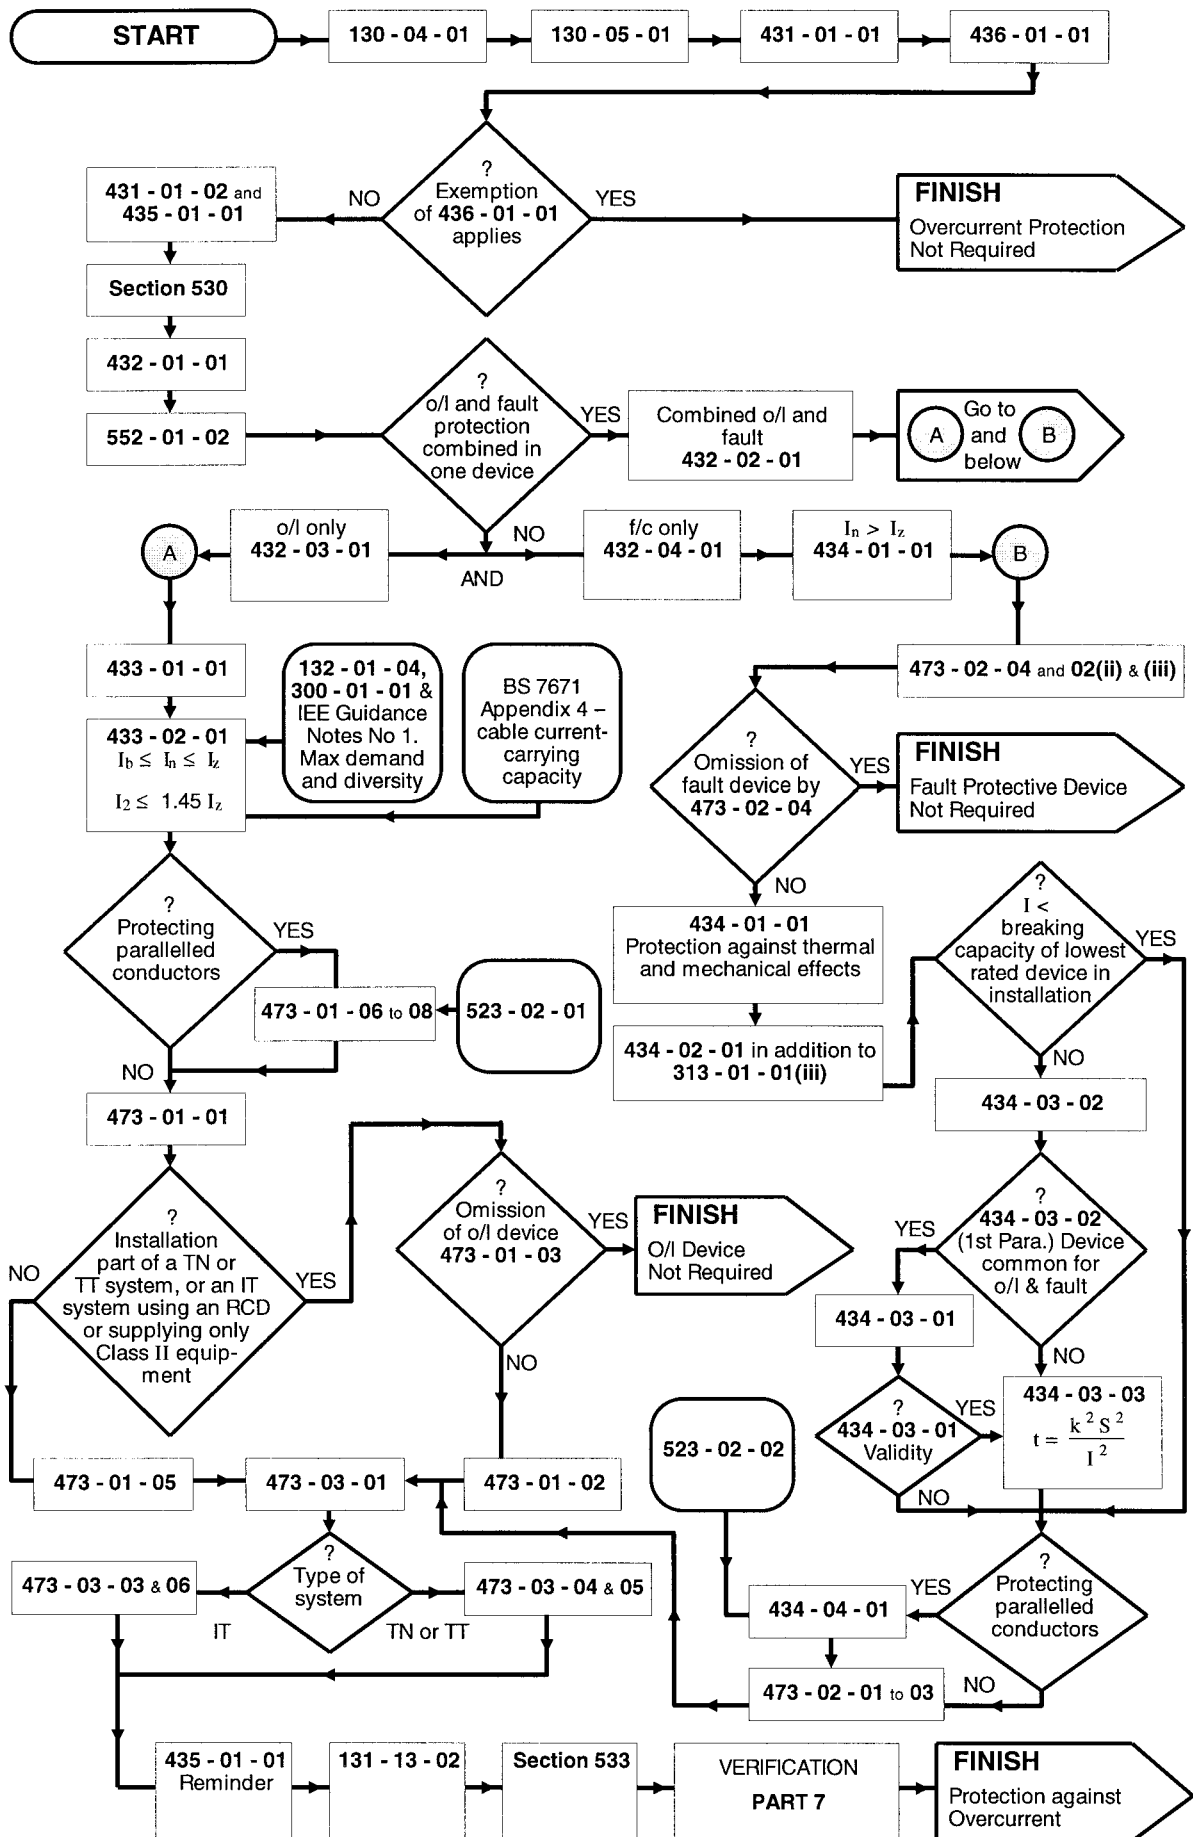 START
130 - 04 - 01
130 - 05 - 01
431 - 01 - 01
436 - 01 - 01
?
Exemption
of 436 - 01 - 01
applies
NO
YES
431 - 01 - 02 and
435 - 01 - 01
FINISH
Overcurrent Protection
Not Required
Section 530
432 - 01 - 01
552 - 01 - 02
?
o/l and fault
protection
combined in
one device
YES
Combined o/l and
fault
432 - 02 - 01
A
Go to
and
below
B
NO
AND
o/l only
432 - 03 - 01
A
f/c only
432 - 04 - 01
In > Iz
434 - 01 - 01
B
433 - 01 - 01
132 - 01 - 04,
300 - 01 - 01 &
IEE Guidance
Notes No 1.
Max demand
and diversity
BS 7671
Appendix 4 –
cable current-
carrying
capacity
473 - 02 - 04 and 02(ii) & (iii)
433 - 02 - 01
Ib ≤ In ≤ Iz
I2 ≤ 1.45 Iz
?
Omission of
fault device by
473 - 02 - 04
YES
NO
FINISH
Fault Protective Device
Not Required
?
Protecting
parallelled
conductors
YES
NO
473 - 01 - 06 to 08
523 - 02 - 01
434 - 01 - 01
Protection against thermal
and mechanical effects
434 - 02 - 01 in addition to
313 - 01 - 01(iii)
?
I <
breaking
capacity of lowest
rated device in
installation
YES
NO
473 - 01 - 01
434 - 03 - 02
?
Installation
part of a TN or
TT system, or an IT
system using an RCD
or supplying only
Class II equip-
ment
NO
YES
?
Omission
of o/l device
473 - 01 - 03
YES
NO
FINISH
O/l Device
Not Required
?
434 - 03 - 02
(1st Para.) Device
common for
o/l & fault
YES
NO
434 - 03 - 01
?
434 - 03 - 01
Validity
YES
NO
434 - 03 - 03
t = k 2 S 2
I 2
523 - 02 - 02
473 - 01 - 05
473 - 03 - 01
473 - 01 - 02
?
Type of
system
IT
TN or TT
473 - 03 - 03 & 06
473 - 03 - 04 & 05
?
Protecting
parallelled
conductors
YES
NO
434 - 04 - 01
473 - 02 - 01 to 03
435 - 01 - 01
Reminder
131 - 13 - 02
Section 533
VERIFICATION
PART 7
FINISH
Protection against
Overcurrent